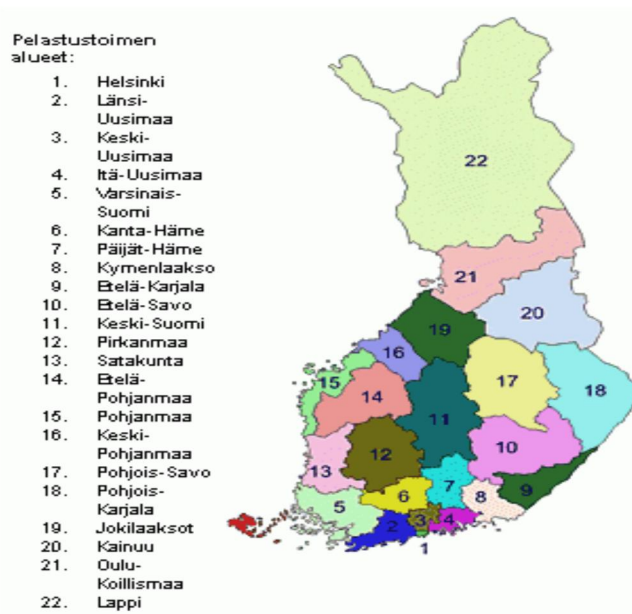 Pelastustoimen
alueet:
1. Helsinki
2. Länsi-
Uusimaa
3. Keski-
Uusimaa
4. Itä-Uusimaa
5. Varsinais-
Suomi
6. Kanta-Häme
7. Päijät-Häme
8. Kymenlaakso
9. Etelä-Karjala
10. Etelä-Savo
11. Keski-Suomi
12. Pirkanmaa
13. Satakunta
14. Etelä-
Pohjanmaa
15. Pohjanmaa
16. Keski-
Pohjanmaa
17. Pohjois-Savo
18. Pohjois-
Karjala
19. Jokilaaksot
20. Kainuu
21. Oulu-
Koillismaa
22. Lappi
22
21
20
19
16
17
15
18
14
11
10
12
13
7
9
6
8
5
3
4
2
1